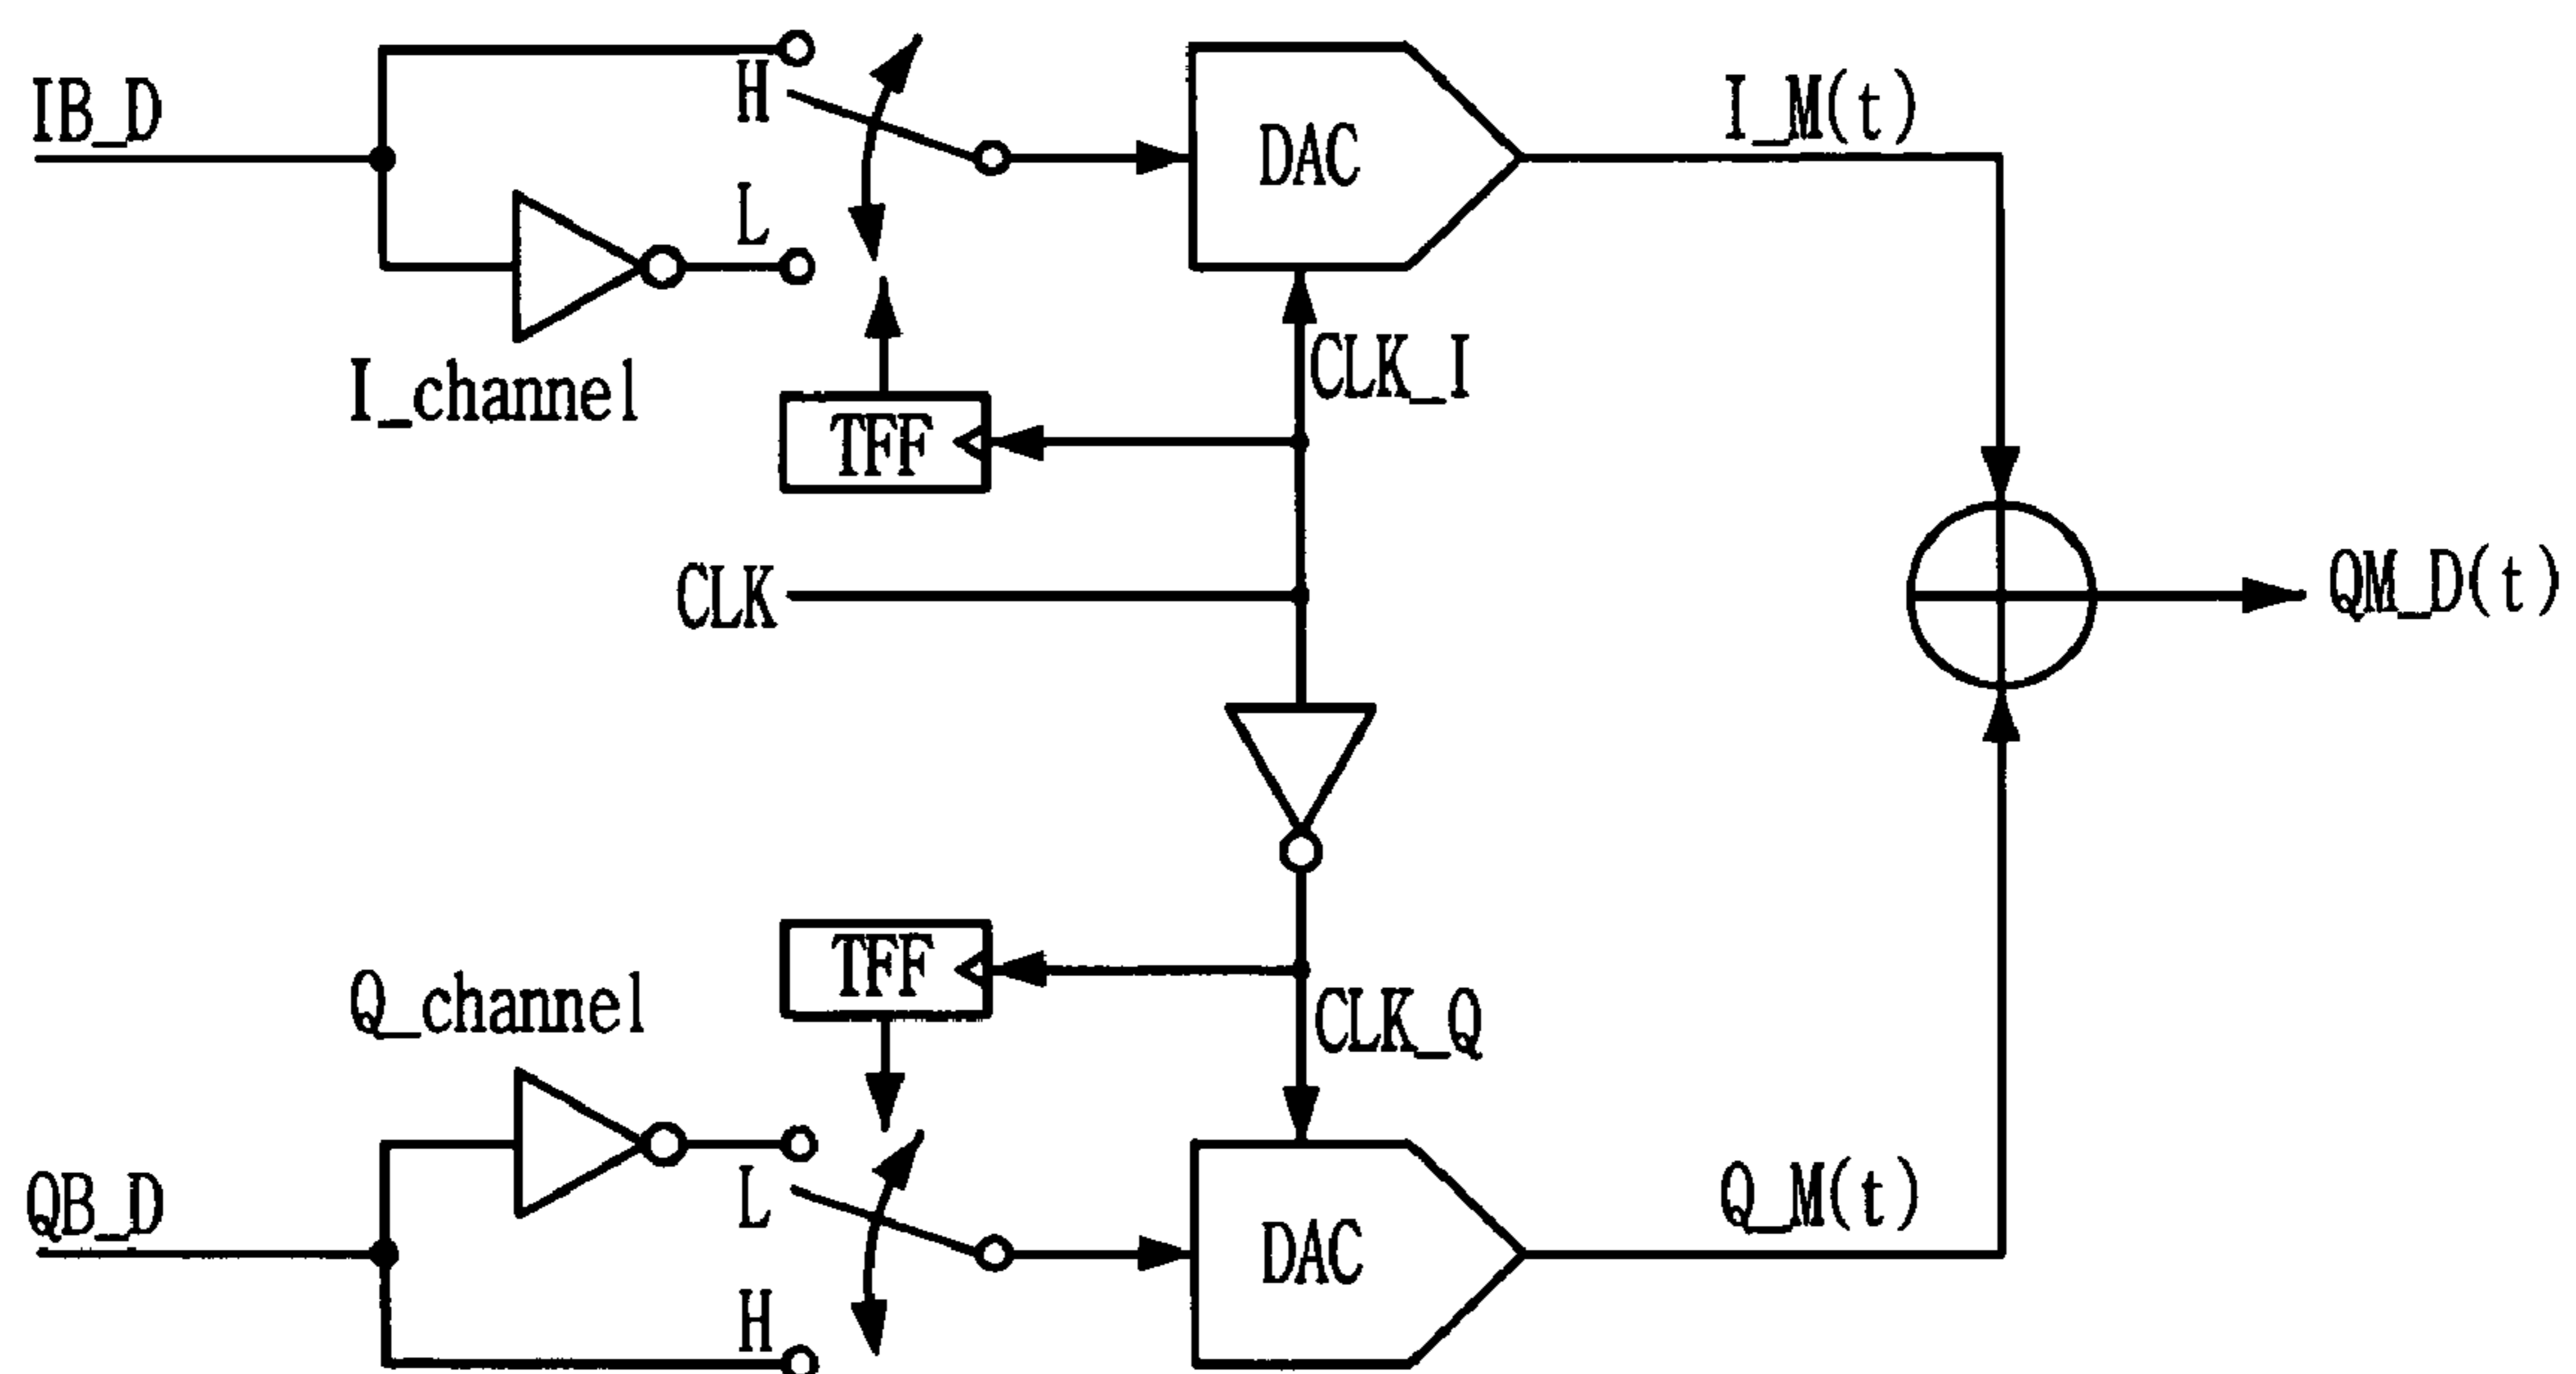 IB_D
H
L
I_channel
DAC
I_M(t)
CLK_I
TFF
CLK
QM_D(t)
TFF
CLK_Q
Q_channel
QB_D
L
H
DAC
Q_M(t)